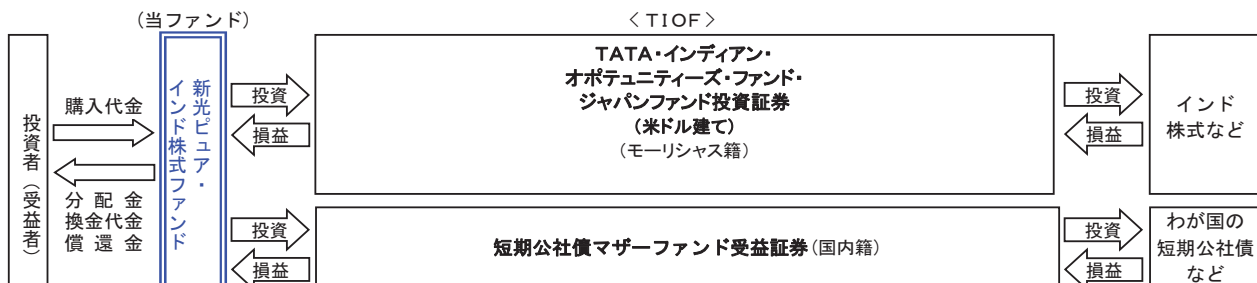 (当ファンド)
＜TIOF＞
投資者（受益者）
購入代金
分配金
換金代金
償還金
新光ピュア・
インド株式ファンド
投資
損益
TATA・インディアン・
オポテュニティーズ・ファンド・
ジャパンファンド投資証券
(米ドル建て)
(モーリシャス籍)
投資
損益
インド
株式など
投資
損益
短期公社債マザーファンド受益証券(国内籍)
投資
損益
わが国の
短期公社債
など